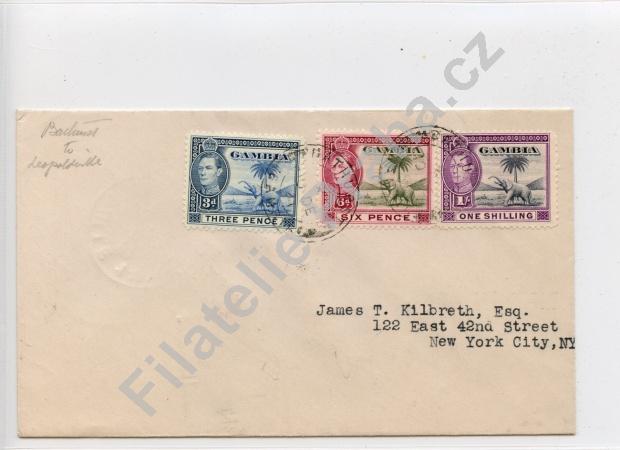 Bathurst
to
Leopoldville
GAMBIA
3d
THREE PENCE
GAMBIA
6d
SIX PENCE
GAMBIA
1/-
ONE SHILLING
James T. Kilbreth, Esq.
122 East 42nd Street
New York City, NY